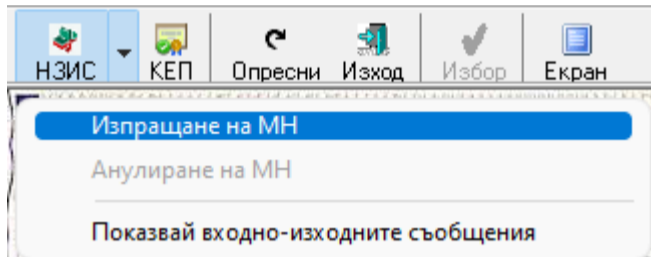 НЗИС КЕП Опресни Изход Избор Екран
Изпращане на МН
Анулиране на МН
Показвай входно-изходните съобщения